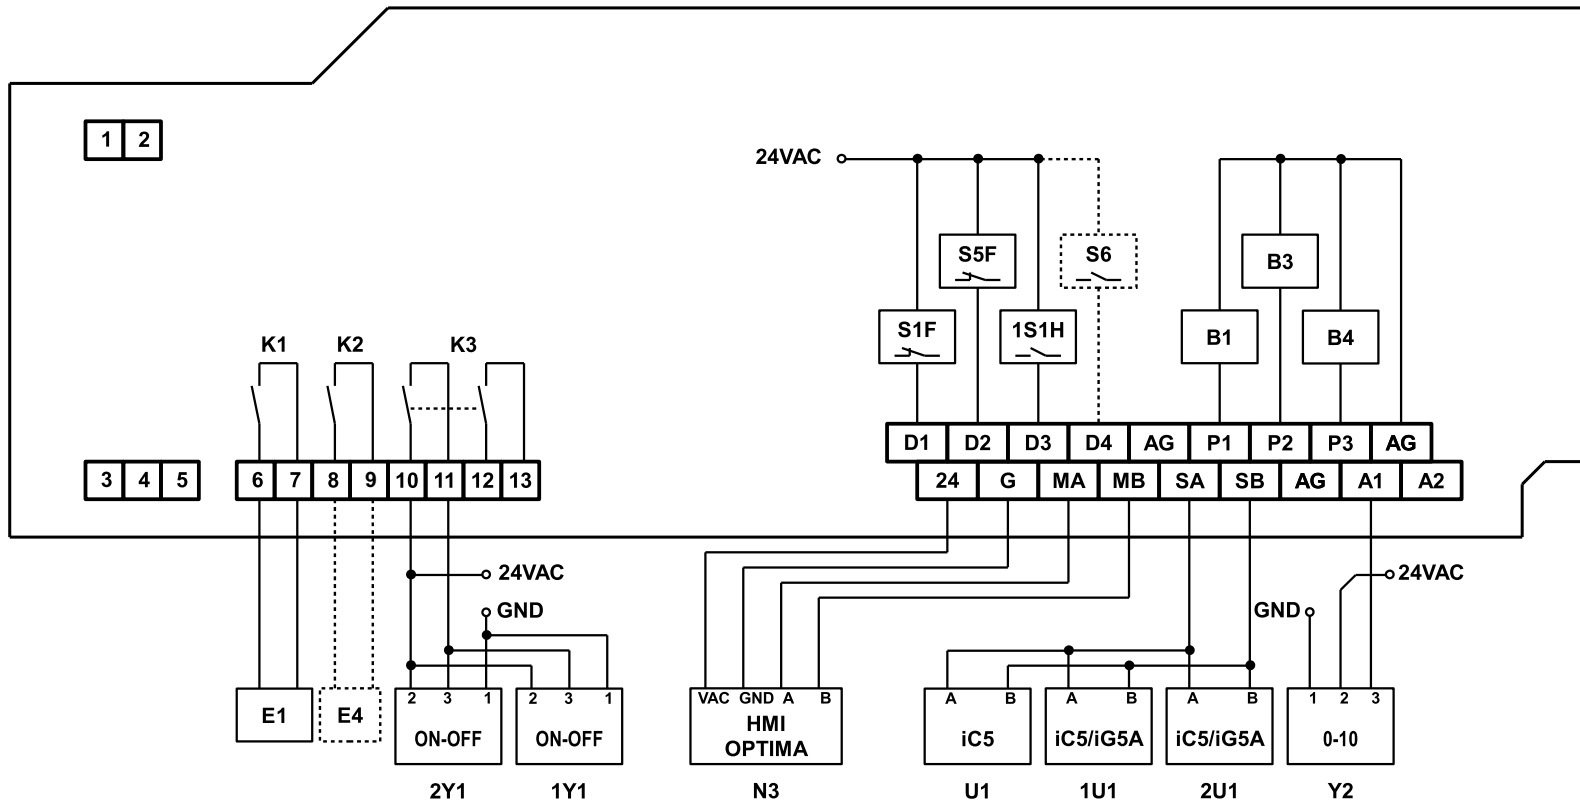 1 2
24VAC
S5F S6
B3
S1F 1S1H
B1 B4
K1 K2 K3
D1 D2 D3 D4 AG P1 P2 P3 AG
3 4 5
6 7 8 9 10 11 12 13
24 G MA MB SA SB AG A1 A2
24VAC
24VAC
GND
GND
2 3 1
2 3 1
VAC GND A B
A B
A B
A B
1 2 3
E1
E4
ON-OFF
ON-OFF
HMI
OPTIMA
iC5
iC5/iG5A
iC5/iG5A
0-10
2Y1 1Y1 N3 U1 1U1 2U1 Y2